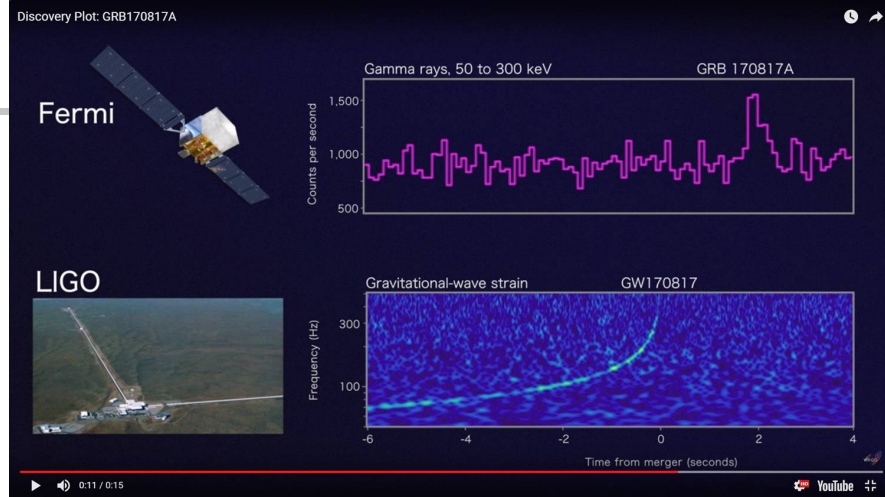 Discovery Plot: GRB170817A
Fermi
Gamma rays, 50 to 300 keV
GRB 170817A
Counts per second
1,500
1,000
500
LIGO
Gravitational-wave strain
GW170817
Frequency (Hz)
300
100
-6 -4 -2 0 2 4
Time from merger (seconds)
0:11 / 0:15
HD
YouTube